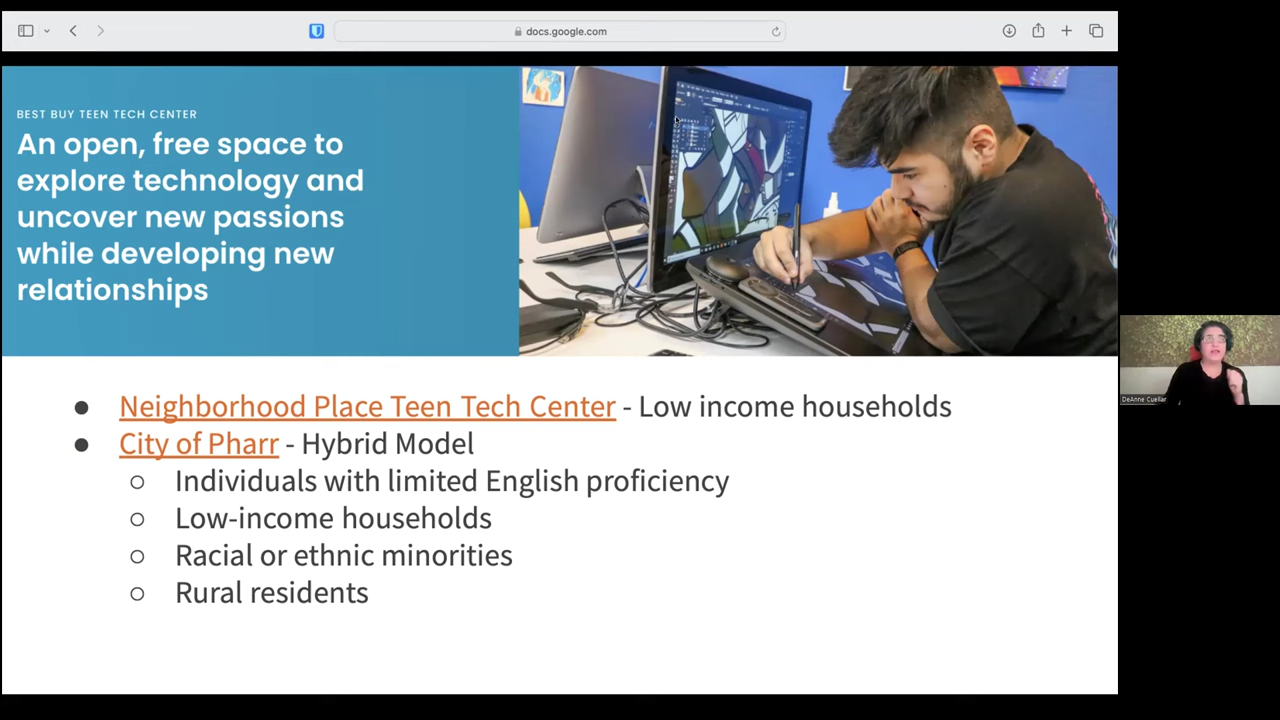 docs.google.com
BEST BUY TEEN TECH CENTER
An open, free space to
explore technology and
uncover new passions
while developing new
relationships
● Neighborhood Place Teen Tech Center - Low income households
● City of Pharr - Hybrid Model
○ Individuals with limited English proficiency
○ Low-income households
○ Racial or ethnic minorities
○ Rural residents
DeAnne Cuellar